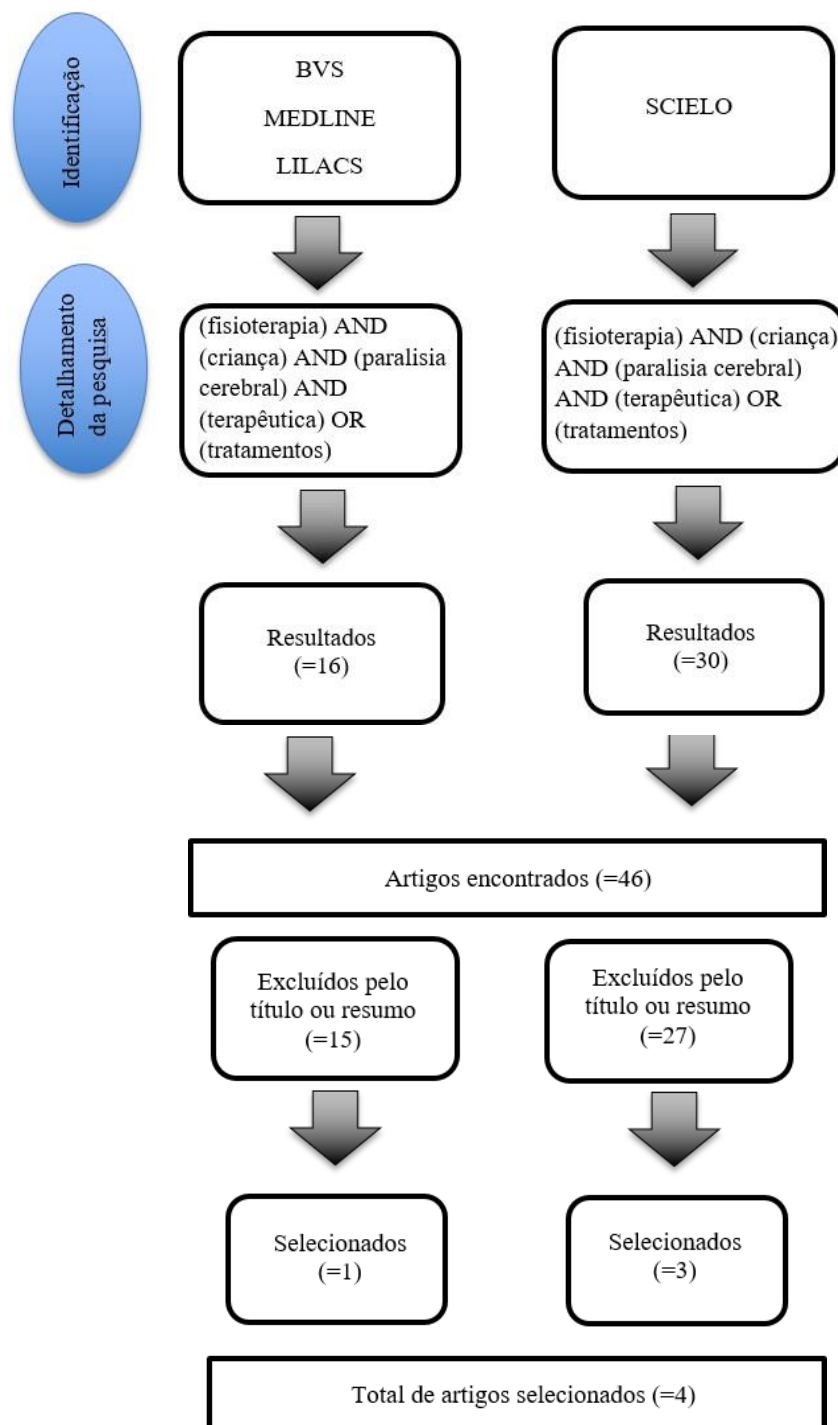 Identificação
BVS
MEDLINE
LILACS
SCIELO
Detalhamento
da pesquisa
(fisioterapia) AND
(criança) AND (paralisia
cerebral) AND
(terapêutica) OR
(tratamentos)
(fisioterapia) AND (criança)
AND (paralisia cerebral)
AND (terapêutica) OR
(tratamentos)
Resultados
(=16)
Resultados
(=30)
Artigos encontrados (=46)
Excluídos pelo
título ou resumo
(=15)
Excluídos pelo
título ou resumo
(=27)
Selecionados
(=1)
Selecionados
(=3)
Total de artigos selecionados (=4)